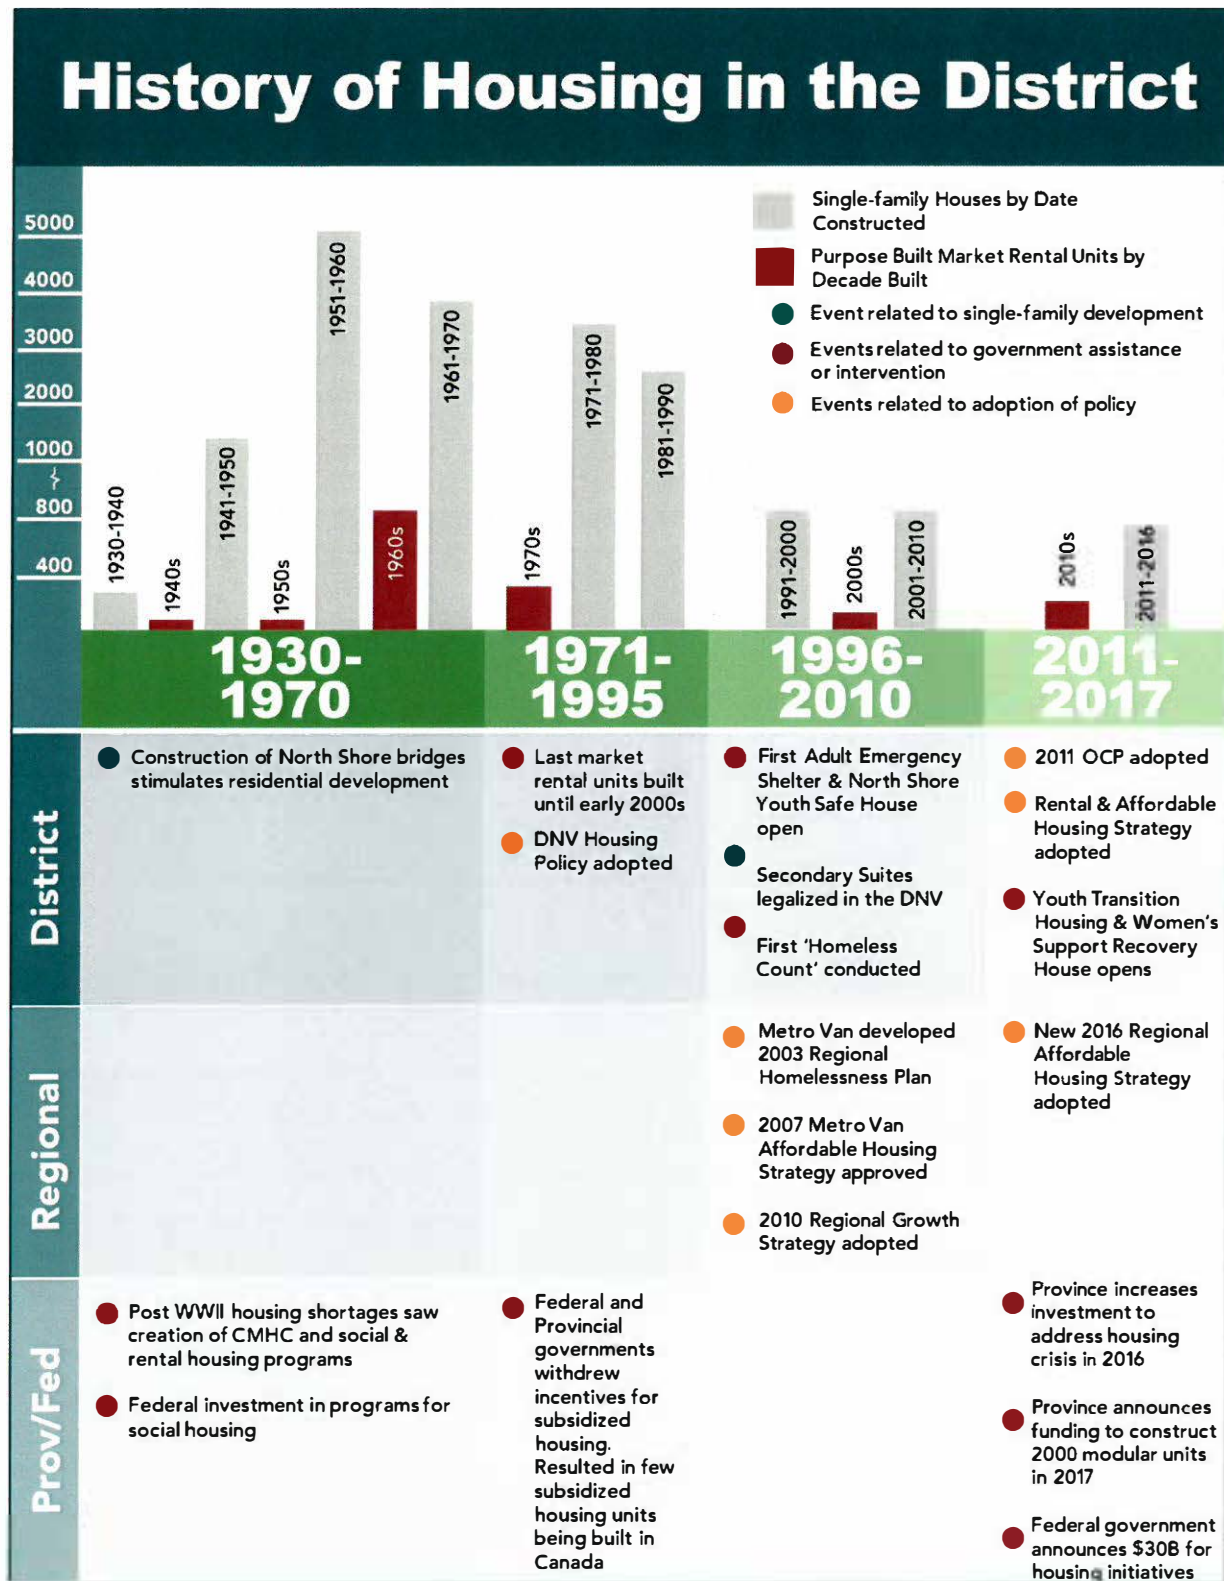 History of Housing in the District
5000
4000
3000
2000
1000
800
400
1930-1940
1940s
1941-1950
1950s
1951-1960
1960s
1961-1970
1970s
1971-1980
1981-1990
1991-2000
2000s
2001-2010
2010s
2011-2016
Single-family Houses by Date
Constructed
Purpose Built Market Rental Units by
Decade Built
Event related to single-family development
Events related to government assistance
or intervention
Events related to adoption of policy
1930-
1970
1971-
1995
1996-
2010
2011-
2017
District
Construction of North Shore bridges
stimulates residential development
Last market
rental units built
until early 2000s
DNV Housing
Policy adopted
First Adult Emergency
Shelter & North Shore
Youth Safe House
open
Secondary Suites
legalized in the DNV
First 'Homeless
Count' conducted
2011 OCP adopted
Rental & Affordable
Housing Strategy
adopted
Youth Transition
Housing & Women's
Support Recovery
House opens
Regional
Metro Van developed
2003 Regional
Homelessness Plan
2007 Metro Van
Affordable Housing
Strategy approved
2010 Regional Growth
Strategy adopted
New 2016 Regional
Affordable
Housing Strategy
adopted
Prov/Fed
Post WWII housing shortages saw
creation of CMHC and social &
rental housing programs
Federal investment in programs for
social housing
Federal and
Provincial
governments
withdrew
incentives for
subsidized
housing.
Resulted in few
subsidized
housing units
being built in
Canada
Province increases
investment to
address housing
crisis in 2016
Province announces
funding to construct
2000 modular units
in 2017
Federal government
announces $30B for
housing initiatives